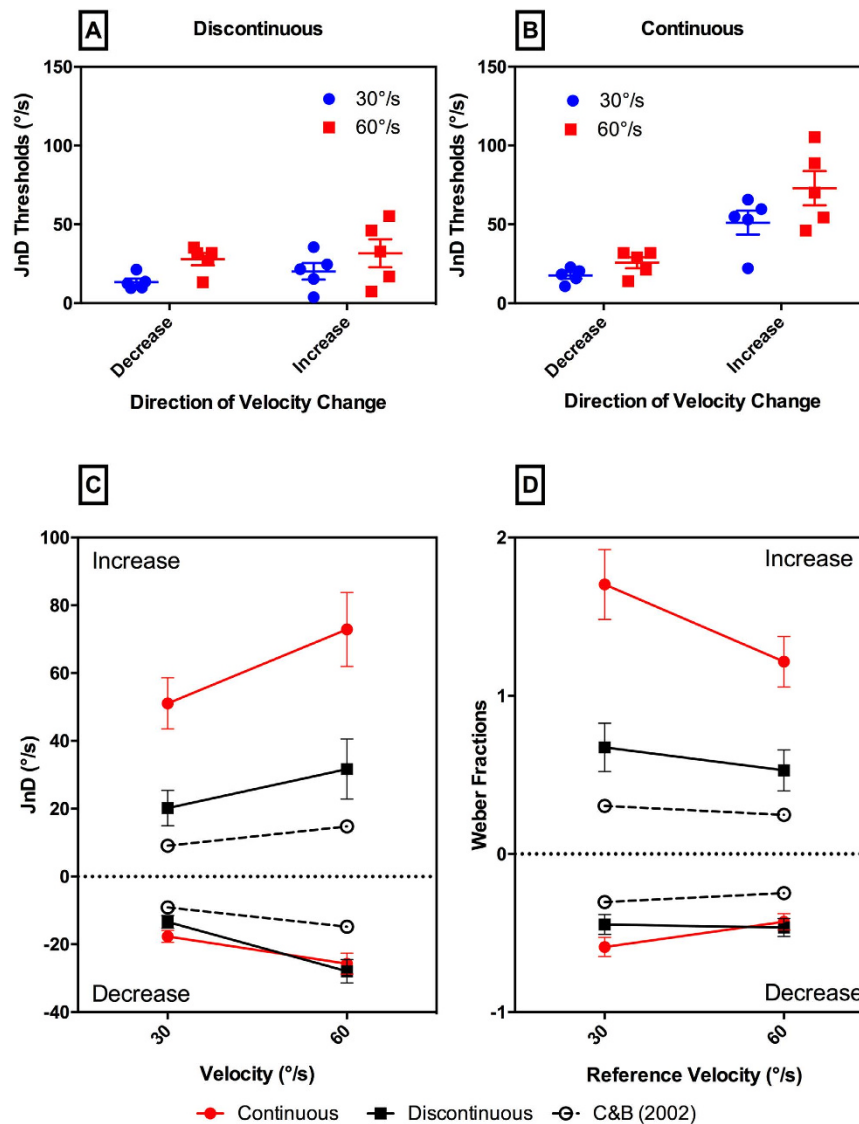 A
Discontinuous
150
100
50
0
JnD Thresholds (°/s)
30°/s
60°/s
Decrease
Increase
Direction of Velocity Change
B
Continuous
150
100
50
0
JnD Thresholds (°/s)
30°/s
60°/s
Decrease
Increase
Direction of Velocity Change
C
100
80
60
40
20
0
-20
-40
JnD (°/s)
Increase
Decrease
30
60
Velocity (°/s)
D
2
1
0
-1
Weber Fractions
Increase
Decrease
30
60
Reference Velocity (°/s)
Continuous Discontinuous C&B (2002)